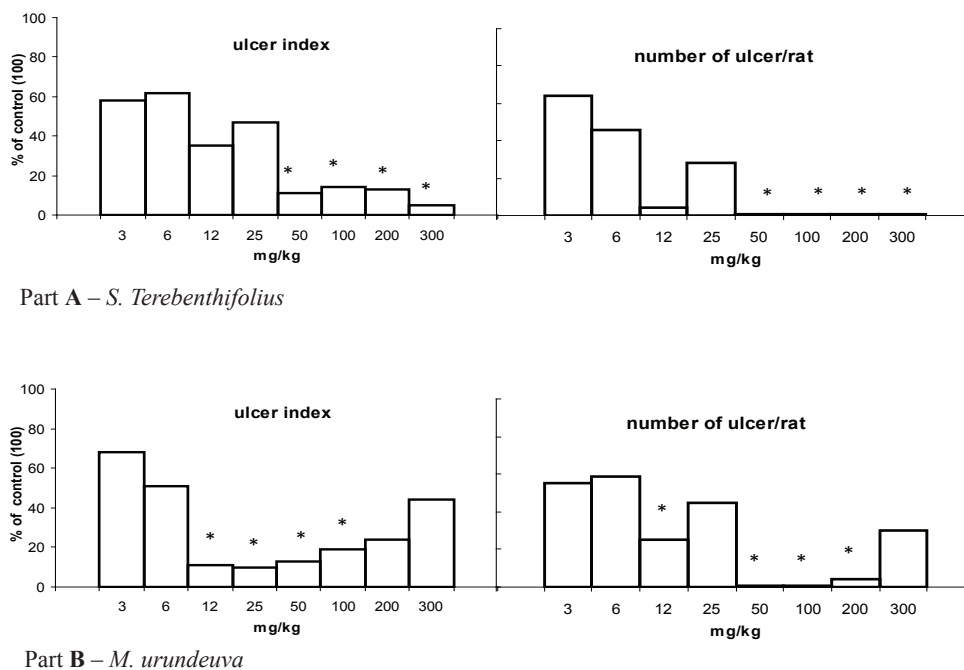 ulcer index
number of ulcer/rat
% of control (100)
100
80
60
40
20
0
* * * *
* * * *
3 6 12 25 50 100 200 300
3 6 12 25 50 100 200 300
mg/kg
mg/kg
Part A – S. Terebenthifolius
ulcer index
number of ulcer/rat
% of control (100)
100
80
60
40
20
0
* * * *
* * * *
3 6 12 25 50 100 200 300
3 6 12 25 50 100 200 300
mg/kg
mg/kg
Part B – M. urundeuva